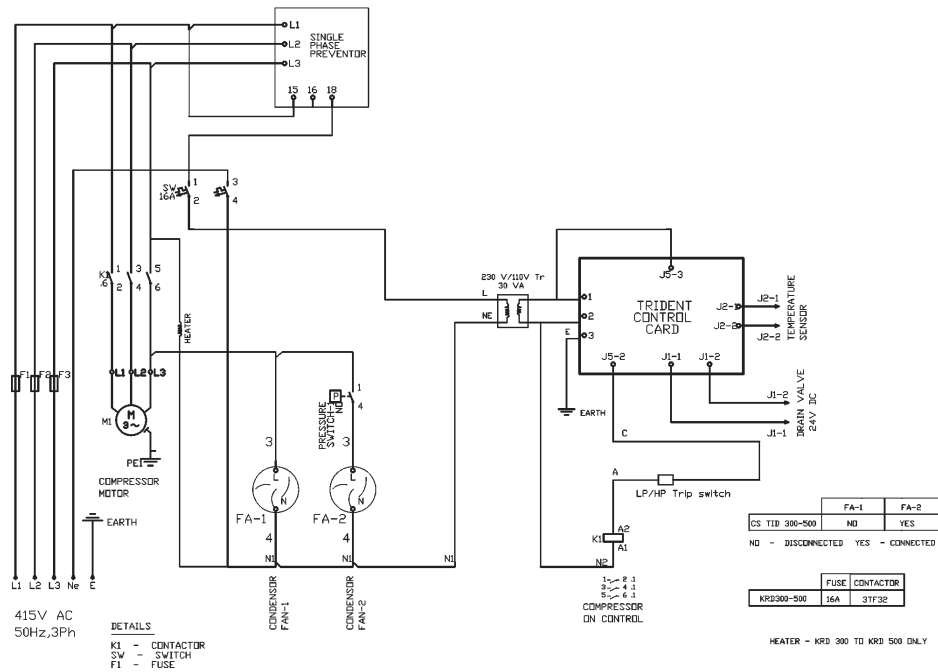 L1
L2
L3
SINGLE
PHASE
PREVENTOR
15 16 18
SW
16A
1
2
3
4
K1
.6
1
2
3
4
5
6
HEATER
230 V/110V Tr
30 VA
L
NE
J5-3
1
2
3
TRIDENT
CONTROL
CARD
J2-1
J2-2
J2-1
J2-2
TEMPERATURE
SENSOR
E
J5-2 J1-1 J1-2
EARTH
J1-2
J1-1
DRAIN VALVE
24V DC
F1 F2 F3
L1 L2 L3
M1
M
3~
PE1
COMPRESSOR
MOTOR
EARTH
P
1
4
PRESSURE
SWITCH-1
NO
3
3
L
N
L
N
FA-1
FA-2
4
4
N1
N1
N1
CONDENSOR
FAN-1
CONDENSOR
FAN-2
C
A
LP/HP Trip switch
K1
A2
A1
N2
1 2 .1
3 4 .1
5 6 .1
COMPRESSOR
ON CONTROL
FA-1 FA-2
CS TID 300-500 NO YES
NO - DISCONNECTED YES - CONNECTED
FUSE CONTACTOR
KRD300-500 16A 3TF32
HEATER - KRD 300 TO KRD 500 ONLY
L1 L2 L3 Ne E
415V AC
50Hz,3Ph
DETAILS
K1 - CONTACTOR
SW - SWITCH
F1 - FUSE